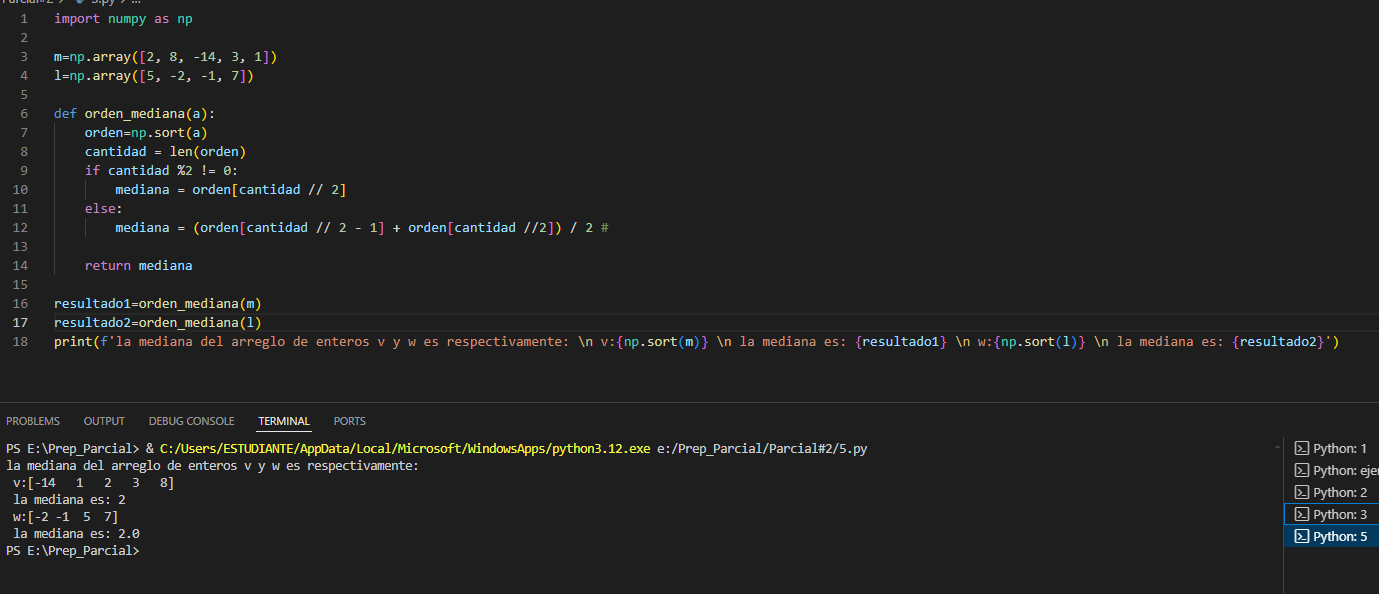 5.py > ...
1 import numpy as np
2
3 m=np.array([2, 8, -14, 3, 1])
4 l=np.array([5, -2, -1, 7])
5
6 def orden_mediana(a):
7     orden=np.sort(a)
8     cantidad = len(orden)
9     if cantidad %2 != 0:
10         mediana = orden[cantidad // 2]
11     else:
12         mediana = (orden[cantidad // 2 - 1] + orden[cantidad //2]) / 2 #
13
14     return mediana
15
16 resultado1=orden_mediana(m)
17 resultado2=orden_mediana(l)
18 print(f'la mediana del arreglo de enteros v y w es respectivamente: \n v:{np.sort(m)} \n la mediana es: {resultado1} \n w:{np.sort(l)} \n la mediana es: {resultado2}')
PROBLEMS OUTPUT DEBUG CONSOLE TERMINAL PORTS
PS E:\Prep_Parcial> & C:/Users/ESTUDIANTE/AppData/Local/Microsoft/WindowsApps/python3.12.exe e:/Prep_Parcial/Parcial#2/5.py
la mediana del arreglo de enteros v y w es respectivamente:
 v:[-14   1   2   3   8]
 la mediana es: 2
 w:[-2 -1  5  7]
 la mediana es: 2.0
PS E:\Prep_Parcial>
Python: 1
Python: ejer
Python: 2
Python: 3
Python: 5